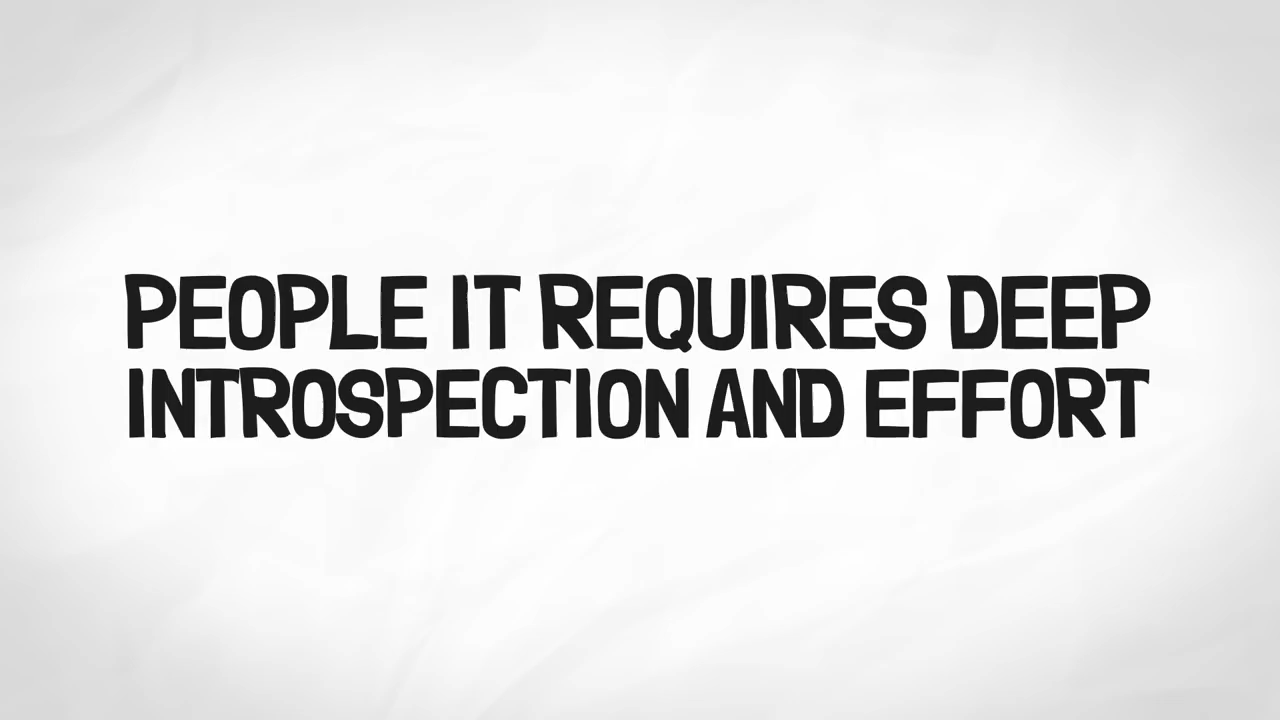 PEOPLE IT REQUIRES DEEP
INTROSPECTION AND EFFORT